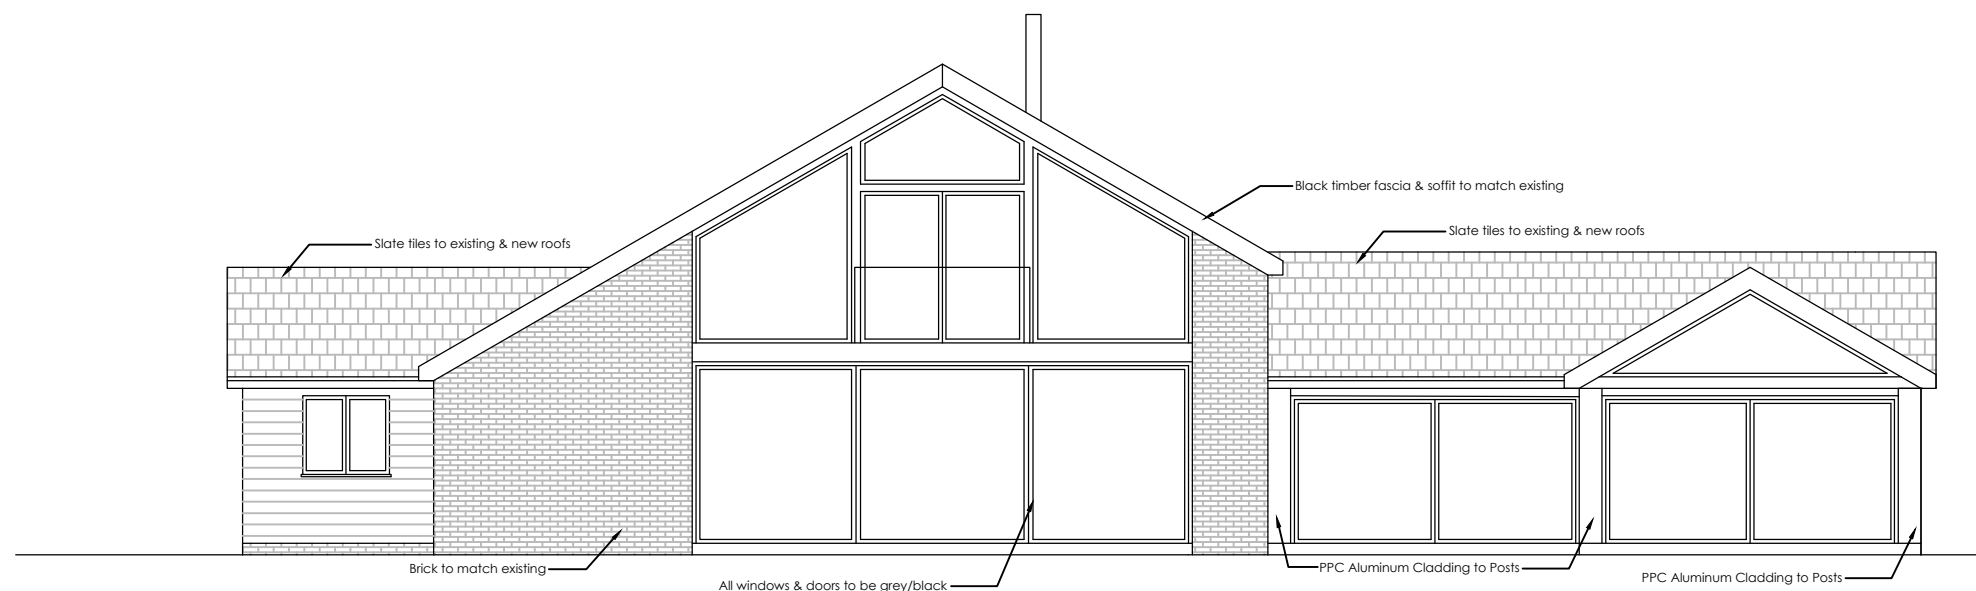 Black timber fascia & soffit to match existing
Slate tiles to existing & new roofs
Slate tiles to existing & new roofs
Brick to match existing
PPC Aluminum Cladding to Posts
PPC Aluminum Cladding to Posts
All windows & doors to be grey/black